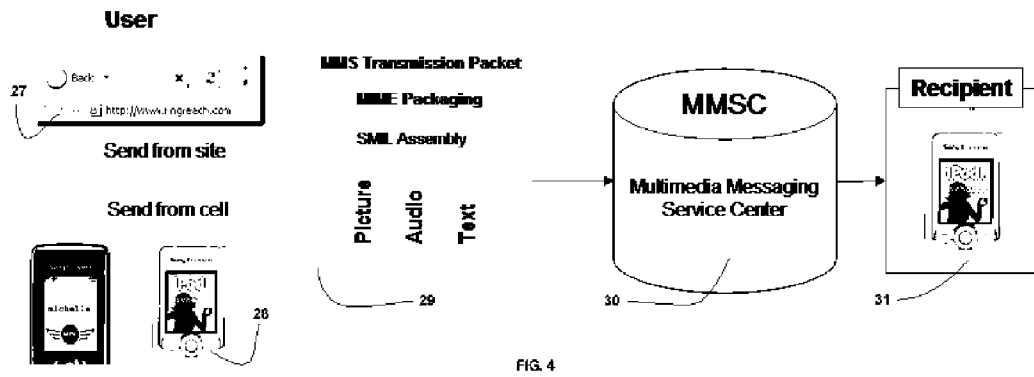 User
Back
27
http://www.ringreach.com
Send from site
Send from cell
michelle
28
MMS Transmission Packet
MIME Packaging
SMIL Assembly
Picture
Audio
Text
29
MMSC
Multimedia Messaging
Service Center
30
Recipient
31
FIG. 4